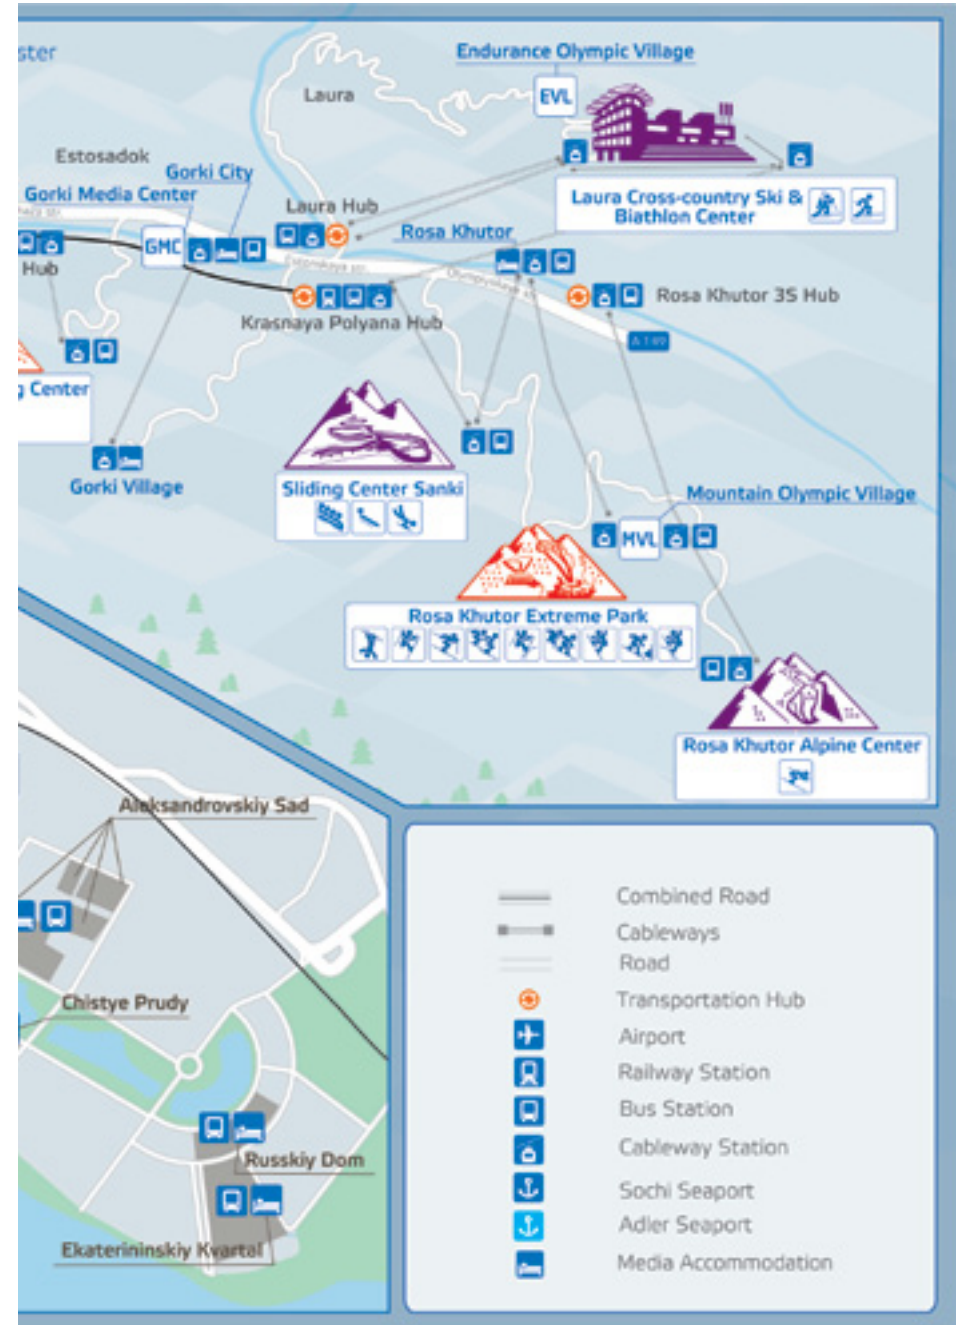 ster
Endurance Olympic Village
EVL
Laura
Estosadok
Gorki City
Gorki Media Center
Laura Hub
Laura Cross-country Ski &
Biathlon Center
Rosa Khutor
GMC
Hub
Estonskaya str.
Rosa Khutor 3S Hub
Krasnaya Polyana Hub
A 149
g Center
Gorki Village
Sliding Center Sanki
Mountain Olympic Village
MVL
Rosa Khutor Extreme Park
Rosa Khutor Alpine Center
Aleksandrovskiy Sad
Chistye Prudy
Russkiy Dom
Ekaterininskiy Kvartal
Combined Road
Cableways
Road
Transportation Hub
Airport
Railway Station
Bus Station
Cableway Station
Sochi Seaport
Adler Seaport
Media Accommodation